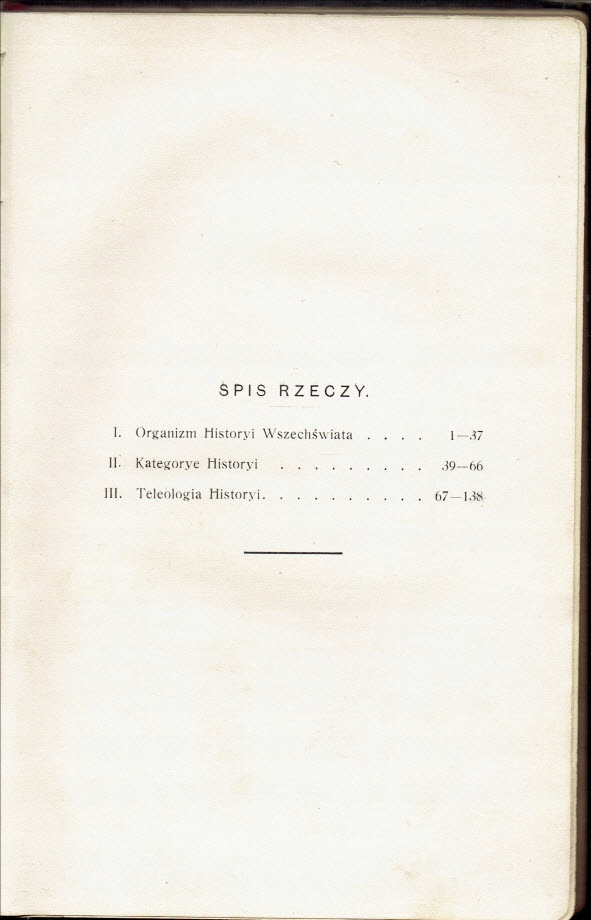 SPIS RZECZY.
I. Organizm Historyi Wszechświata . . . . 1—37
II. Kategorye Historyi . . . . . . . . . 39—66
III. Teleologia Historyi. . . . . . . . . 67—138